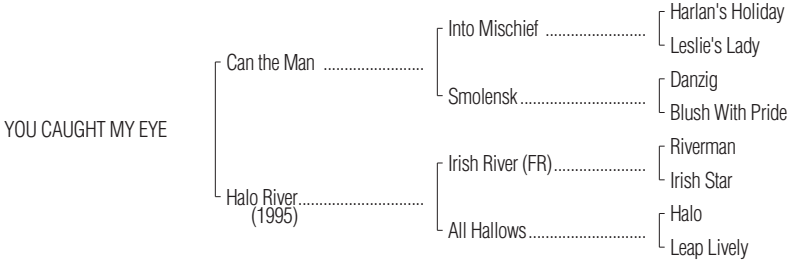 Harlan's Holiday
Into Mischief ........................
Leslie's Lady
Can the Man ........................
Danzig
Smolensk..............................
Blush With Pride
YOU CAUGHT MY EYE
Riverman
Irish River (FR)......................
Irish Star
Halo River..............................
(1995)
Halo
All Hallows............................
Leap Lively